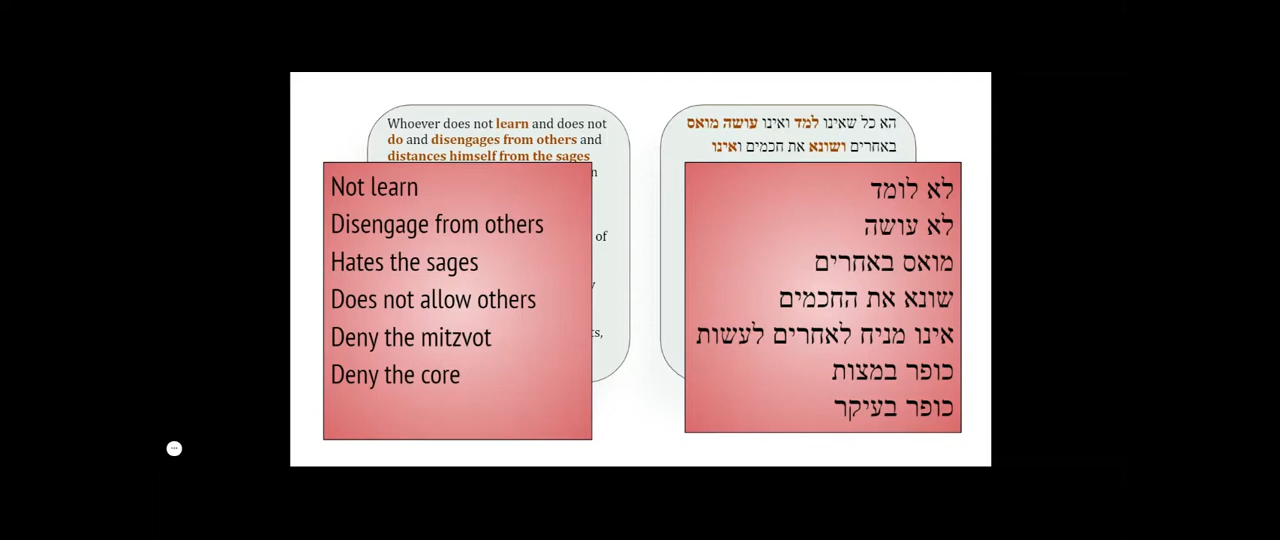 Whoever does not learn and does not
do and disengages from others and
distances himself from the sages
of
ts,
Not learn
Disengage from others
Hates the sages
Does not allow others
Deny the mitzvot
Deny the core
הא כל שאינו למד ואינו עושה מואס
באחרים ושונא את חכמים ואינו
לא לומד
לא עושה
מואס באחרים
שונא את החכמים
אינו מניח לאחרים לעשות
כופר במצות
כופר בעיקר